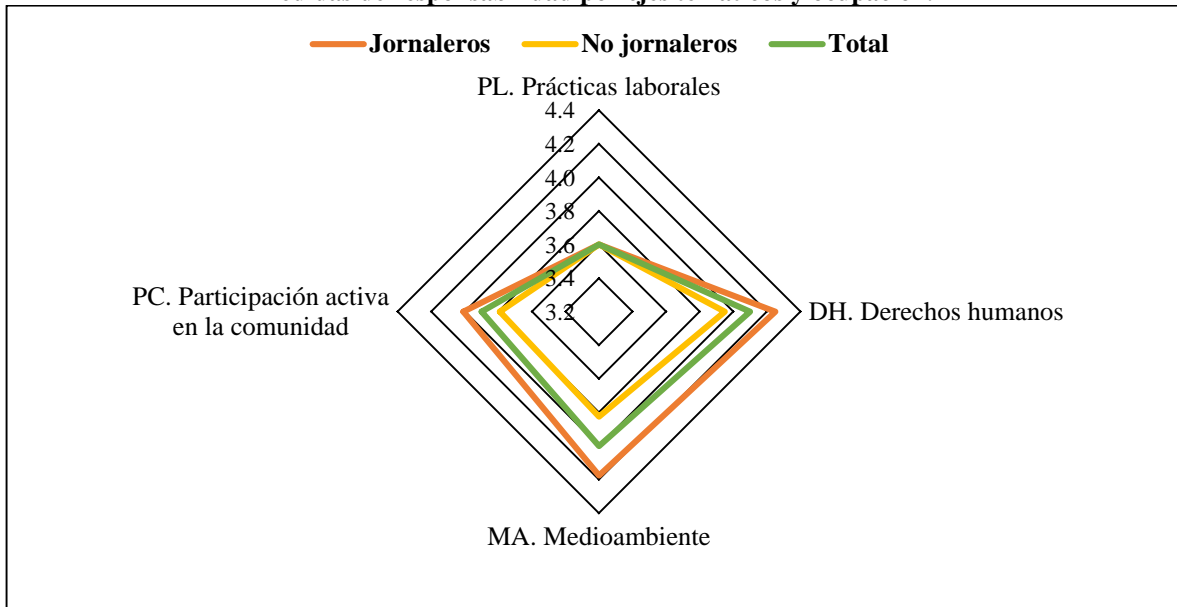 Jornaleros No jornaleros Total
PL. Prácticas laborales
4.4
4.2
4.0
3.8
3.6
3.4
3.2
PC. Participación activa
en la comunidad
DH. Derechos humanos
MA. Medioambiente